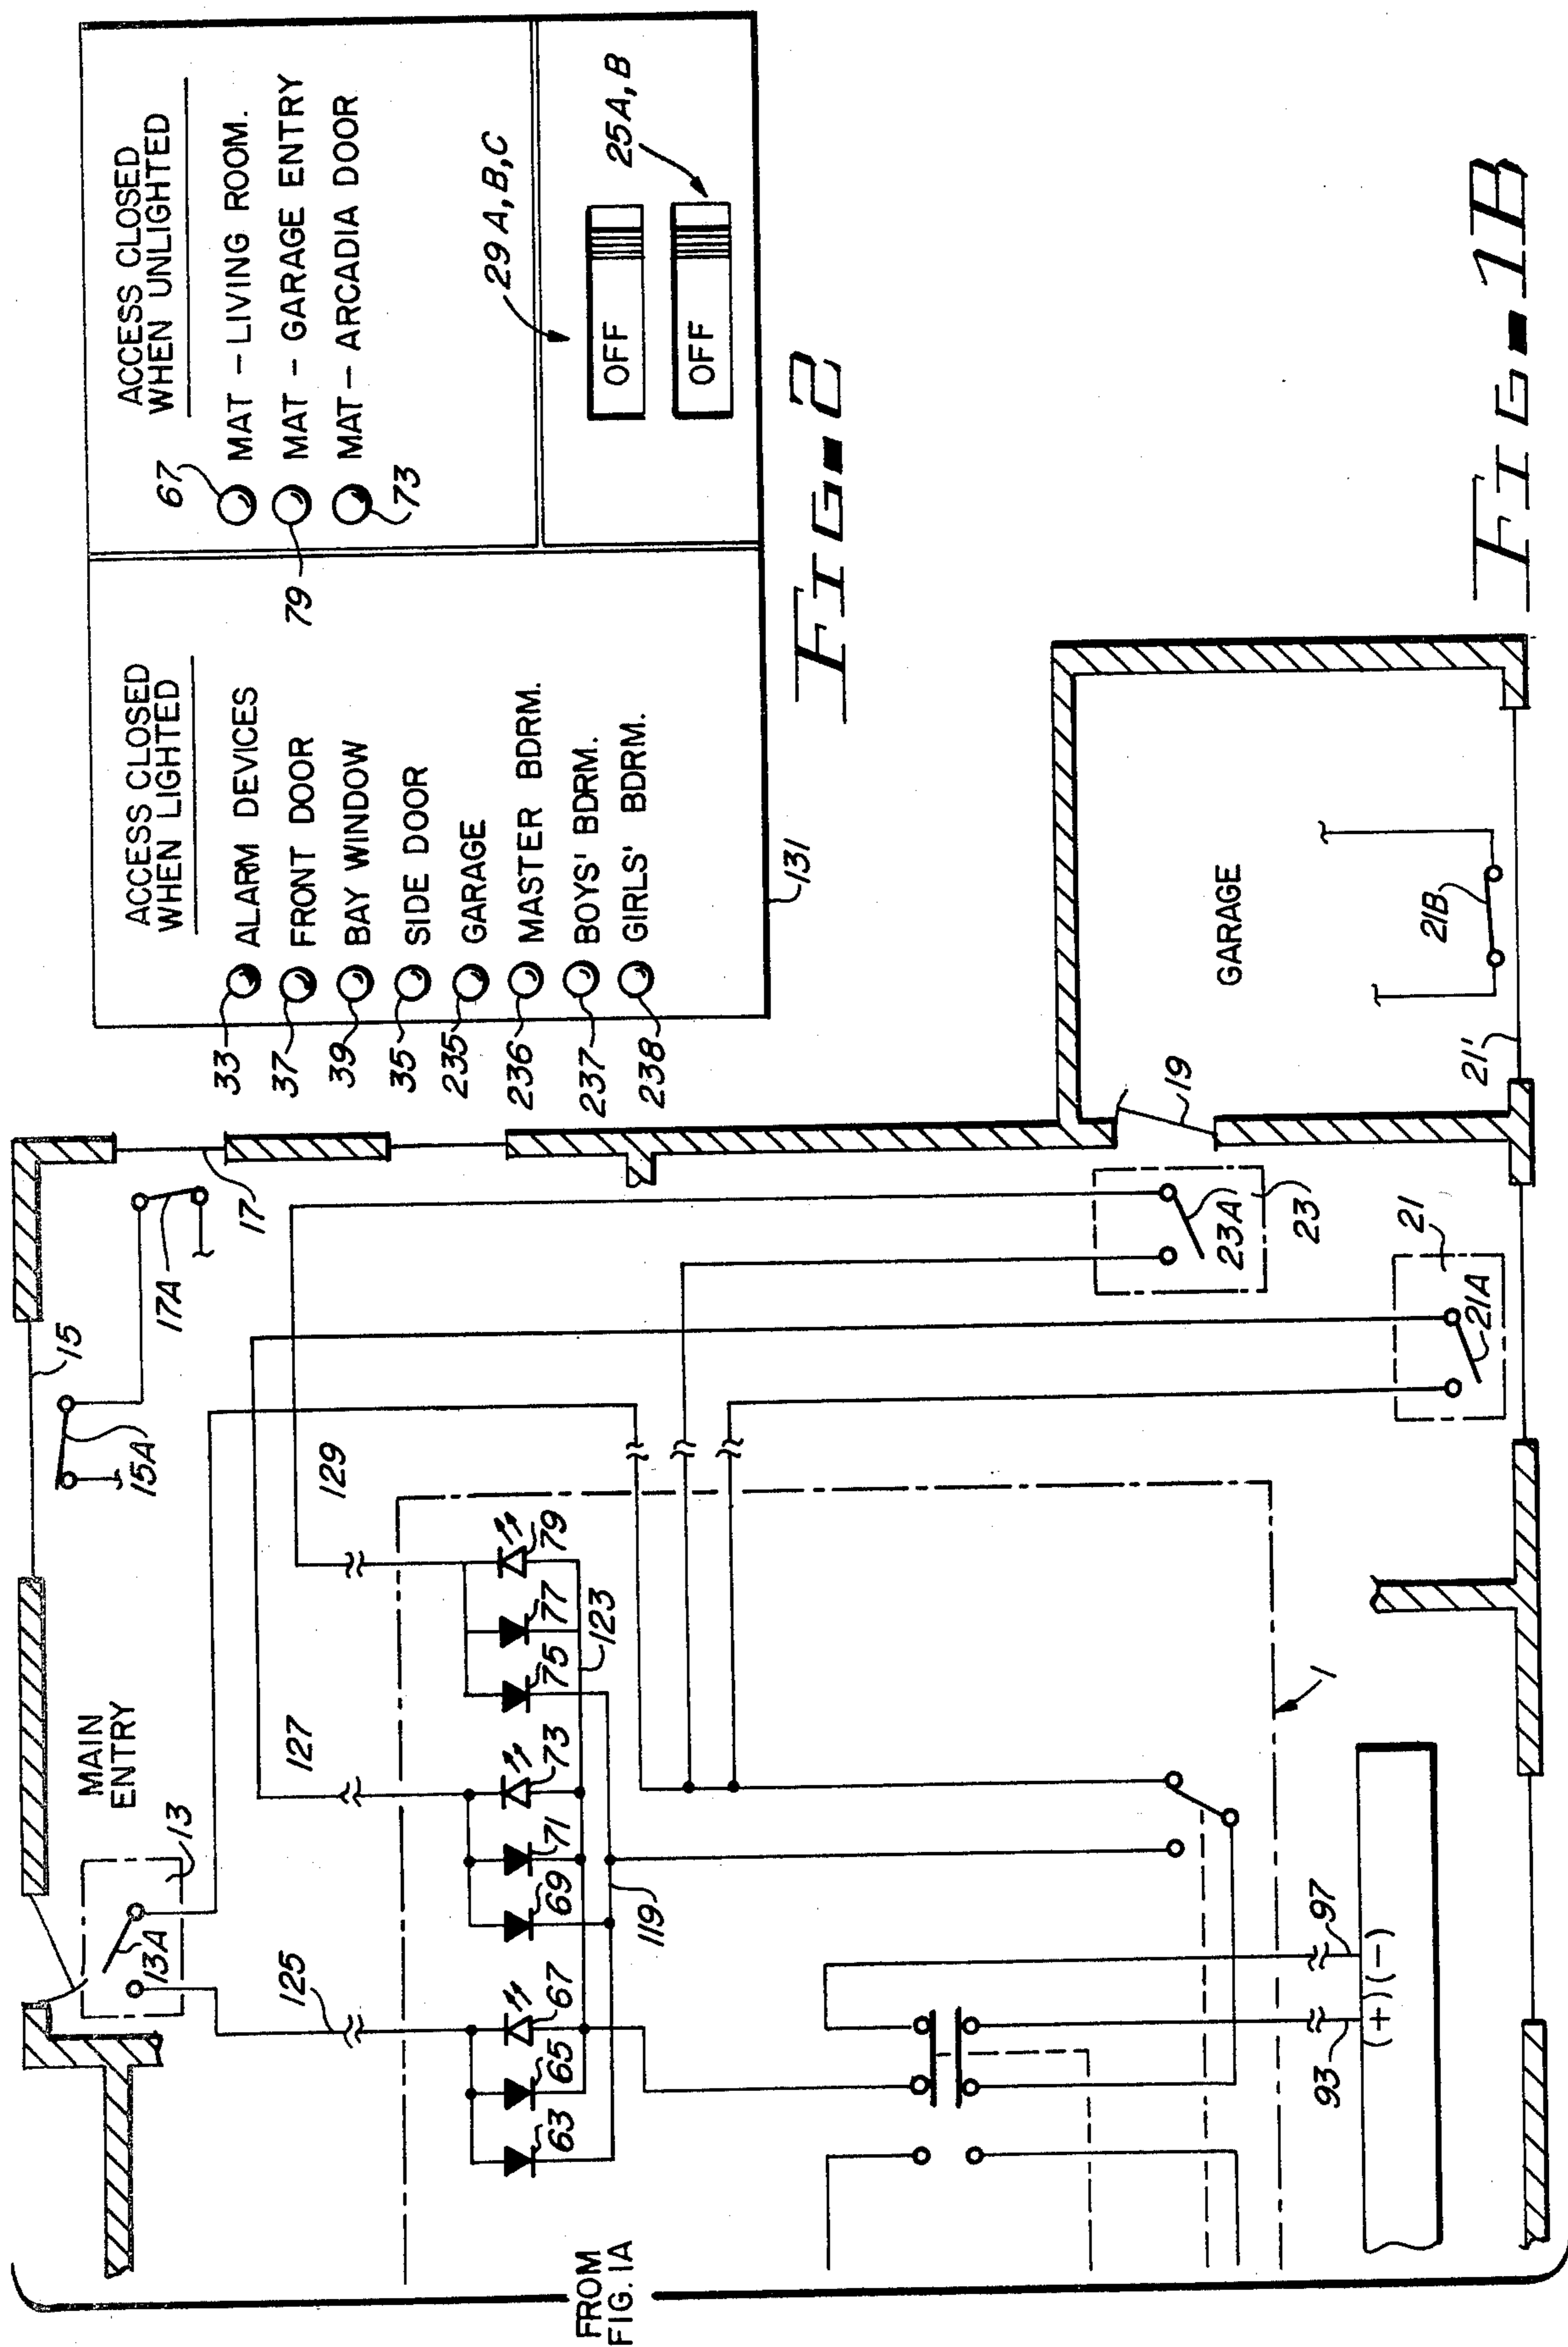 ACCESS CLOSED
WHEN LIGHTED
33 ALARM DEVICES
37 FRONT DOOR
39 BAY WINDOW
35 SIDE DOOR
235 GARAGE
236 MASTER BDRM.
237 BOYS' BDRM.
238 GIRLS' BDRM.
131
ACCESS CLOSED
WHEN UNLIGHTED
67 MAT - LIVING ROOM.
79 MAT - GARAGE ENTRY
73 MAT - ARCADIA DOOR
29 A, B, C
OFF
25A, B
OFF
FIG-2
MAIN
ENTRY
13
13A
15
15A
17A
17
125
127
129
63
65
67
69
71
73
75
77
79
119
123
23A
23
19
GARAGE
21B
21'
21
21A
1
93
97
(+)(-)
FROM
FIG. 1A
FIG-1B